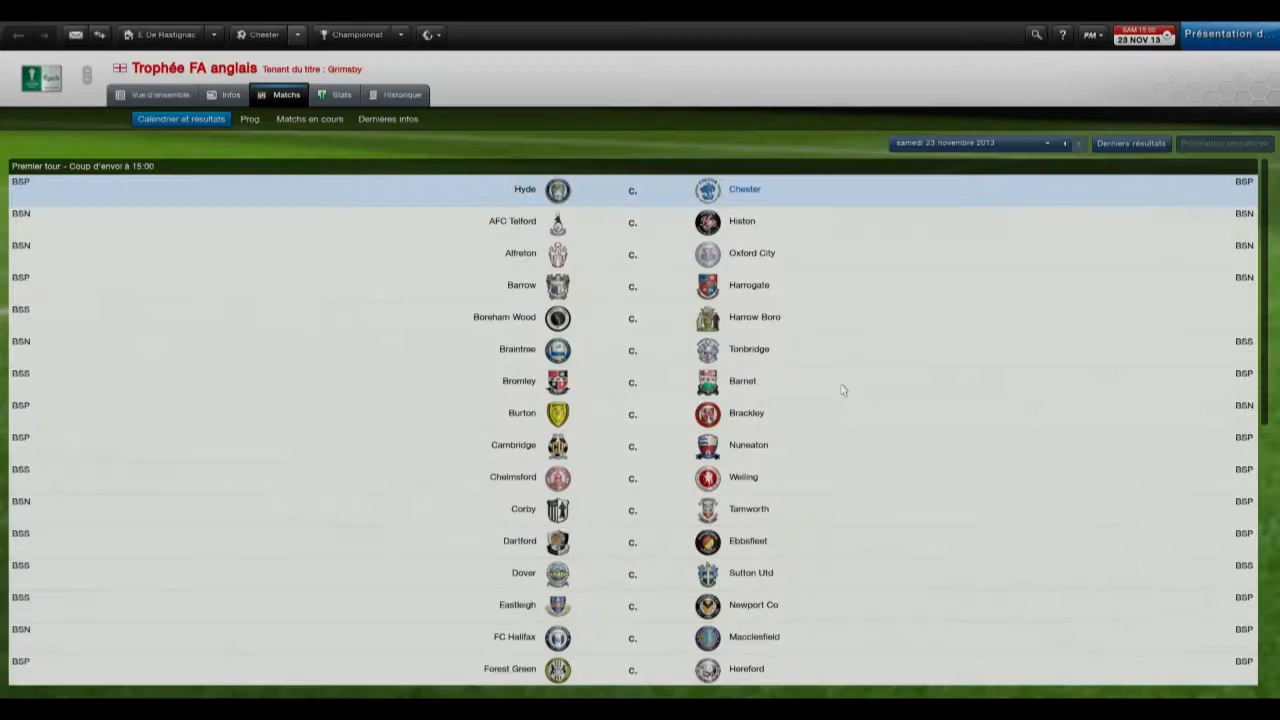 E De Rastignac Chester Championnat ? FM SAM 15:00 Présentation d...
23 NOV 13
Trophée FA anglais Tenant du titre : Grimsby
Vue d'ensemble Infos Matchs Stats Historique
Calendrier et résultats Prog. Matchs en cours Dernières infos
samedi 23 novembre 2013 Derniers résultats
Premier tour - Coup d'envoi à 15:00
BSP Hyde c. Chester BSP
BSN AFC Telford c. Histon BSN
BSN Alfreton c. Oxford City BSN
BSP Barrow c. Harrogate BSN
BSS Boreham Wood c. Harrow Boro
BSN Braintree c. Tonbridge BSS
BSS Bromley c. Barnet BSP
BSP Burton c. Brackley BSN
BSP Cambridge c. Nuneaton BSP
BSS Chelmsford c. Welling BSP
BSN Corby c. Tamworth BSP
BSS Dartford c. Ebbsfleet BSP
BSS Dover c. Sutton Utd BSS
BSS Eastleigh c. Newport Co BSP
BSN FC Halifax c. Macclesfield BSP
BSP Forest Green c. Hereford BSP